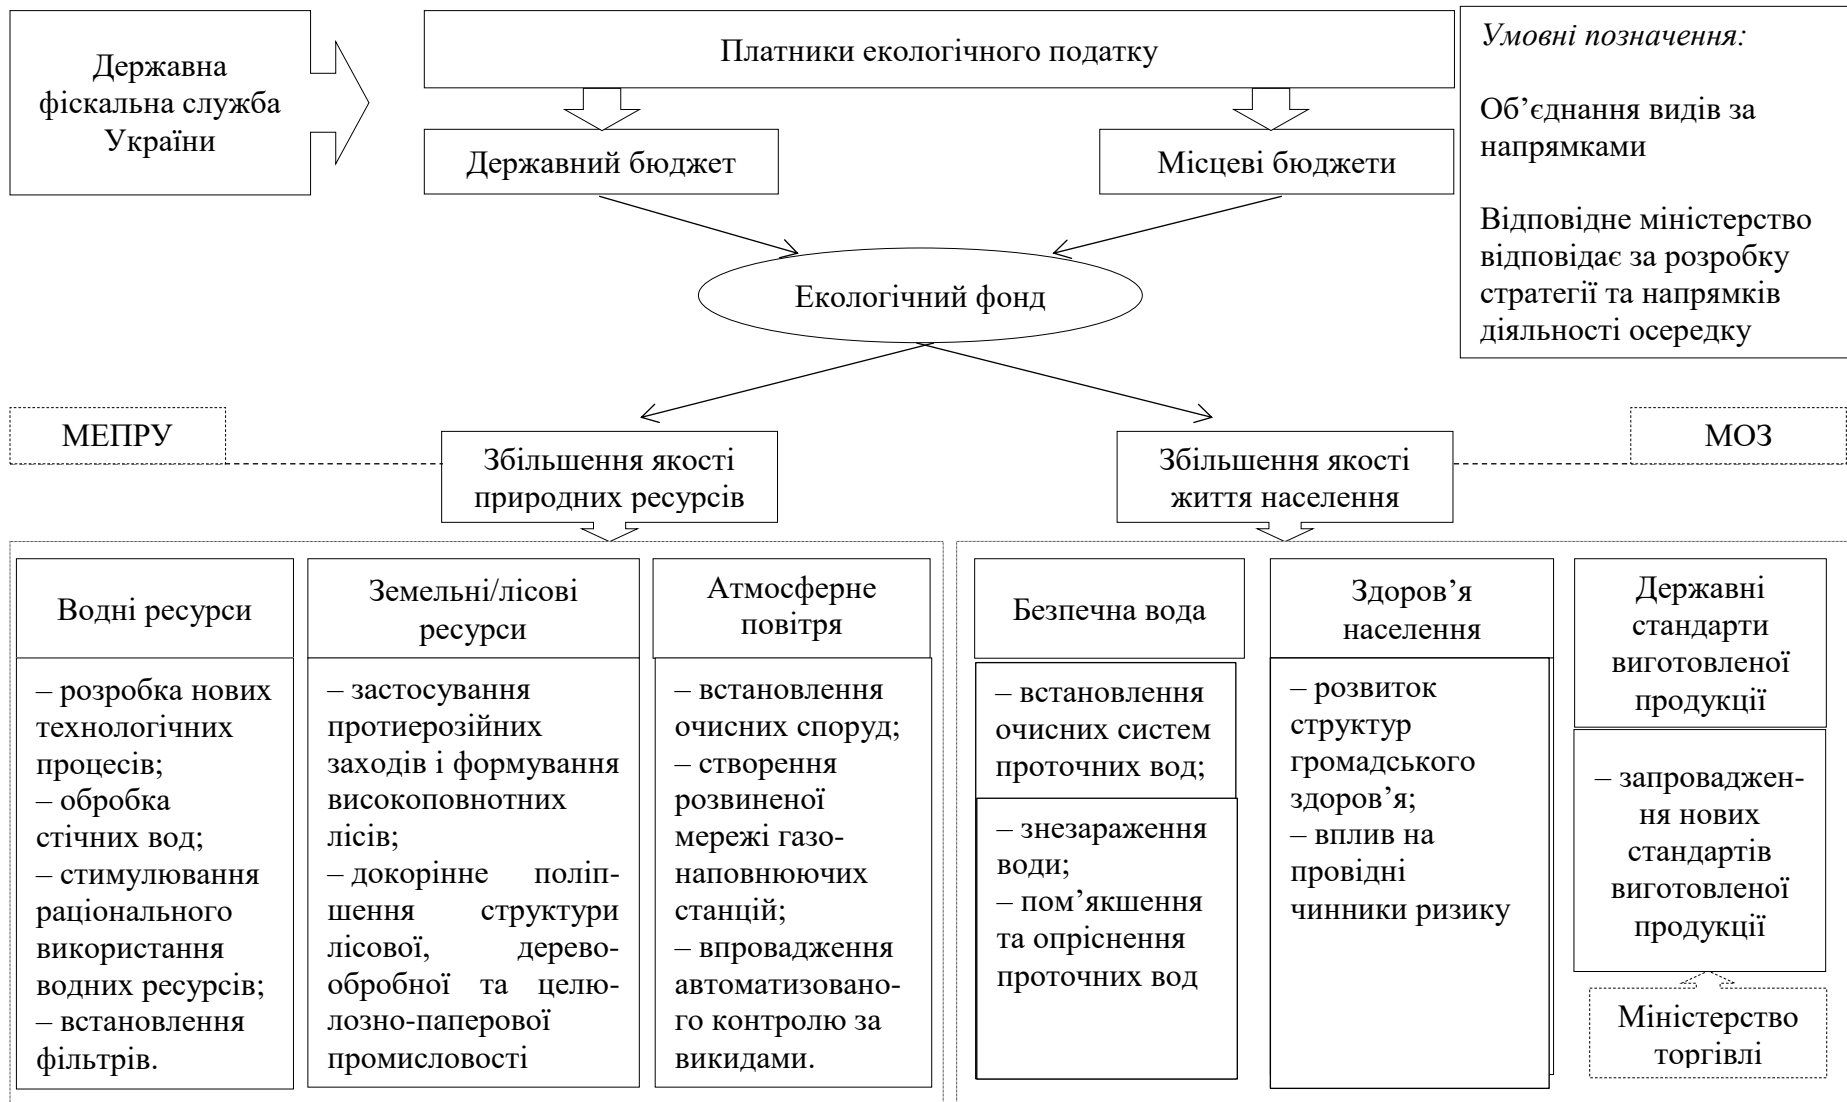 Державна
фіскальна служба
України
Платники екологічного податку
Державний бюджет
Місцеві бюджети
Умовні позначення:
Об’єднання видів за
напрямками
Відповідне міністерство
відповідає за розробку
стратегії та напрямків
діяльності осередку
Екологічний фонд
МЕПРУ
Збільшення якості
природних ресурсів
Збільшення якості
життя населення
МОЗ
Водні ресурси
– розробка нових
технологічних
процесів;
– обробка
стічних вод;
– стимулювання
раціонального
використання
водних ресурсів;
– встановлення
фільтрів.
Земельні/лісові
ресурси
– застосування
протиерозійних
заходів і формування
високоповнотних
лісів;
– докорінне поліп-
шення структури
лісової, дерево-
обробної та целю-
лозно-паперової
промисловості
Атмосферне
повітря
– встановлення
очисних споруд;
– створення
розвиненої
мережі газо-
наповнюючих
станцій;
– впровадження
автоматизовано-
го контролю за
викидами.
Безпечна вода
– встановлення
очисних систем
проточних вод;
– знезараження
води;
– пом’якшення
та опріснення
проточних вод
Здоров’я
населення
– розвиток
структур
громадського
здоров’я;
– вплив на
провідні
чинники ризику
Державні
стандарти
виготовленої
продукції
– запроваджен-
ня нових
стандартів
виготовленої
продукції
Міністерство
торгівлі